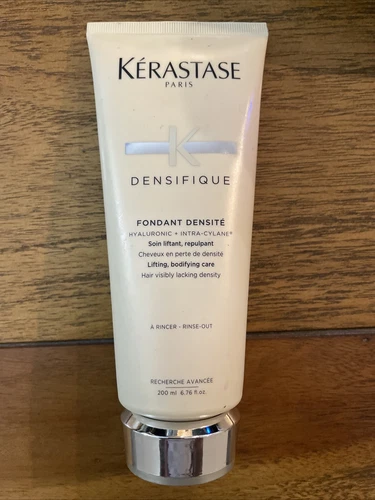 KÉRASTASE
PARIS
K
DENSIFIQUE
FONDANT DENSITÉ
HYALURONIC + INTRA-CYLANE®
Soin liftant, repulpant
Cheveux en perte de densité
Lifting, bodifying care
Hair visibly lacking density
A RINCER - RINSE-OUT
RECHERCHE AVANCÉE
200 ml 6.76 fl.oz.